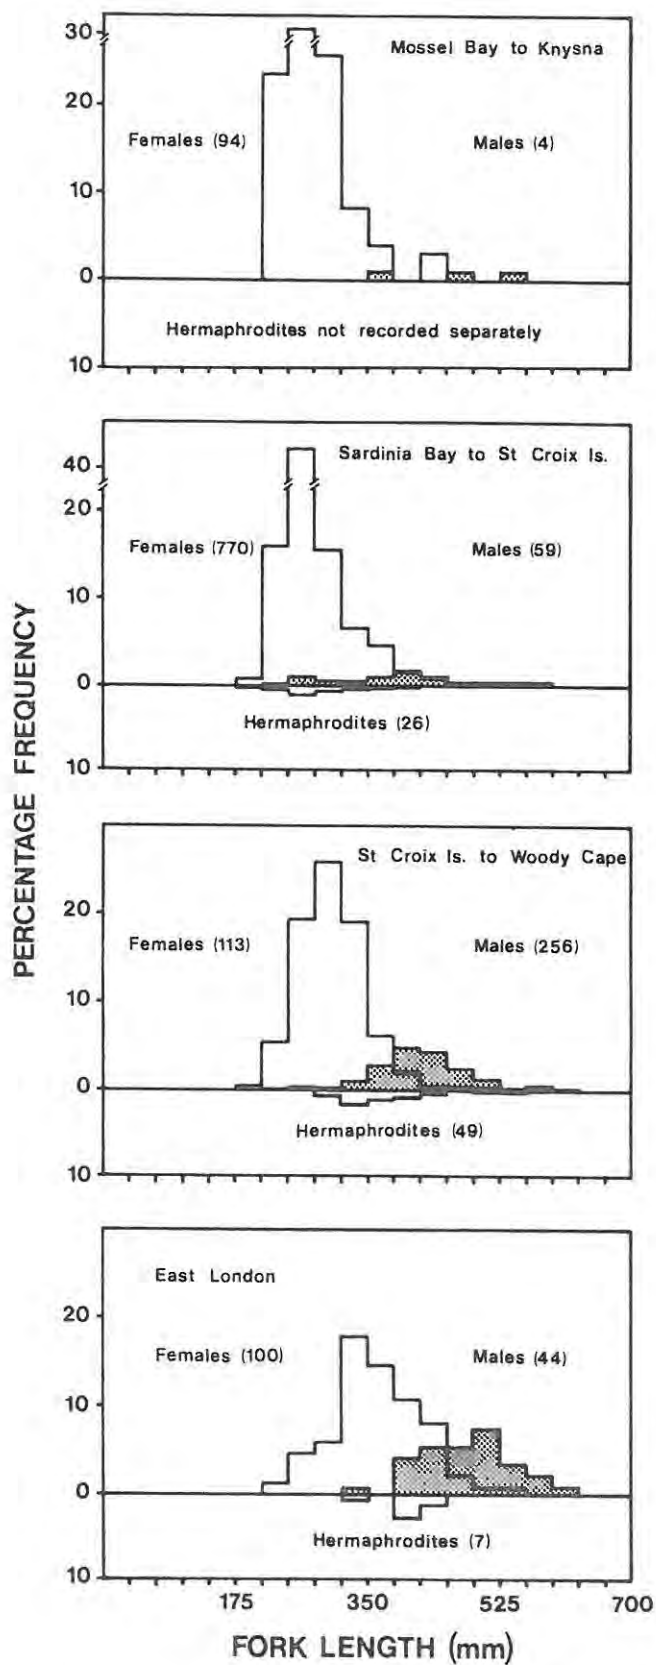 PERCENTAGE FREQUENCY
30
20
10
0
10
Mossel Bay to Knysna
Females (94)
Males (4)
Hermaphrodites not recorded separately
40
20
10
0
10
Sardinia Bay to St Croix Is.
Females (770)
Males (59)
Hermaphrodites (26)
20
10
0
10
St Croix Is. to Woody Cape
Females (113)
Males (256)
Hermaphrodites (49)
20
10
0
10
East London
Females (100)
Males (44)
Hermaphrodites (7)
175 350 525 700
FORK LENGTH (mm)